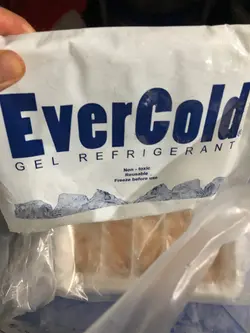 EverCold
GEL REFRIGERANT
Non - toxic
Reusable
Freeze before use